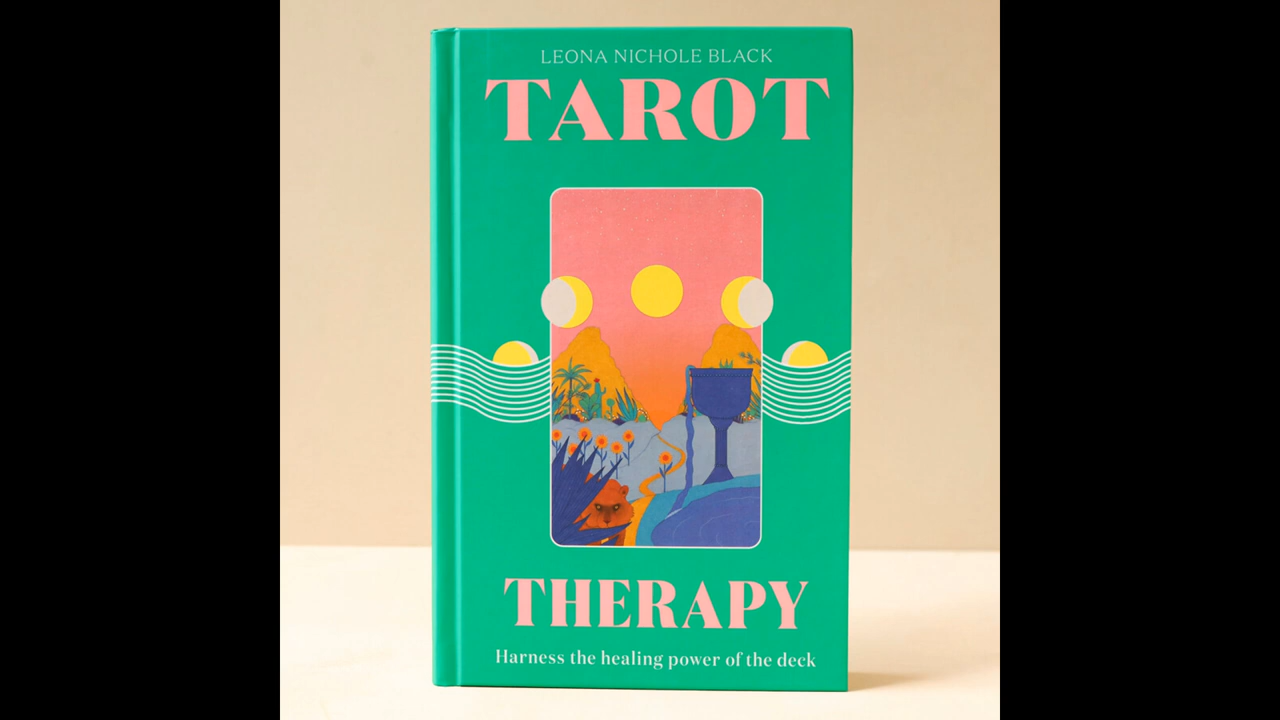 LEONA NICHOLE BLACK
TAROT
THERAPY
Harness the healing power of the deck